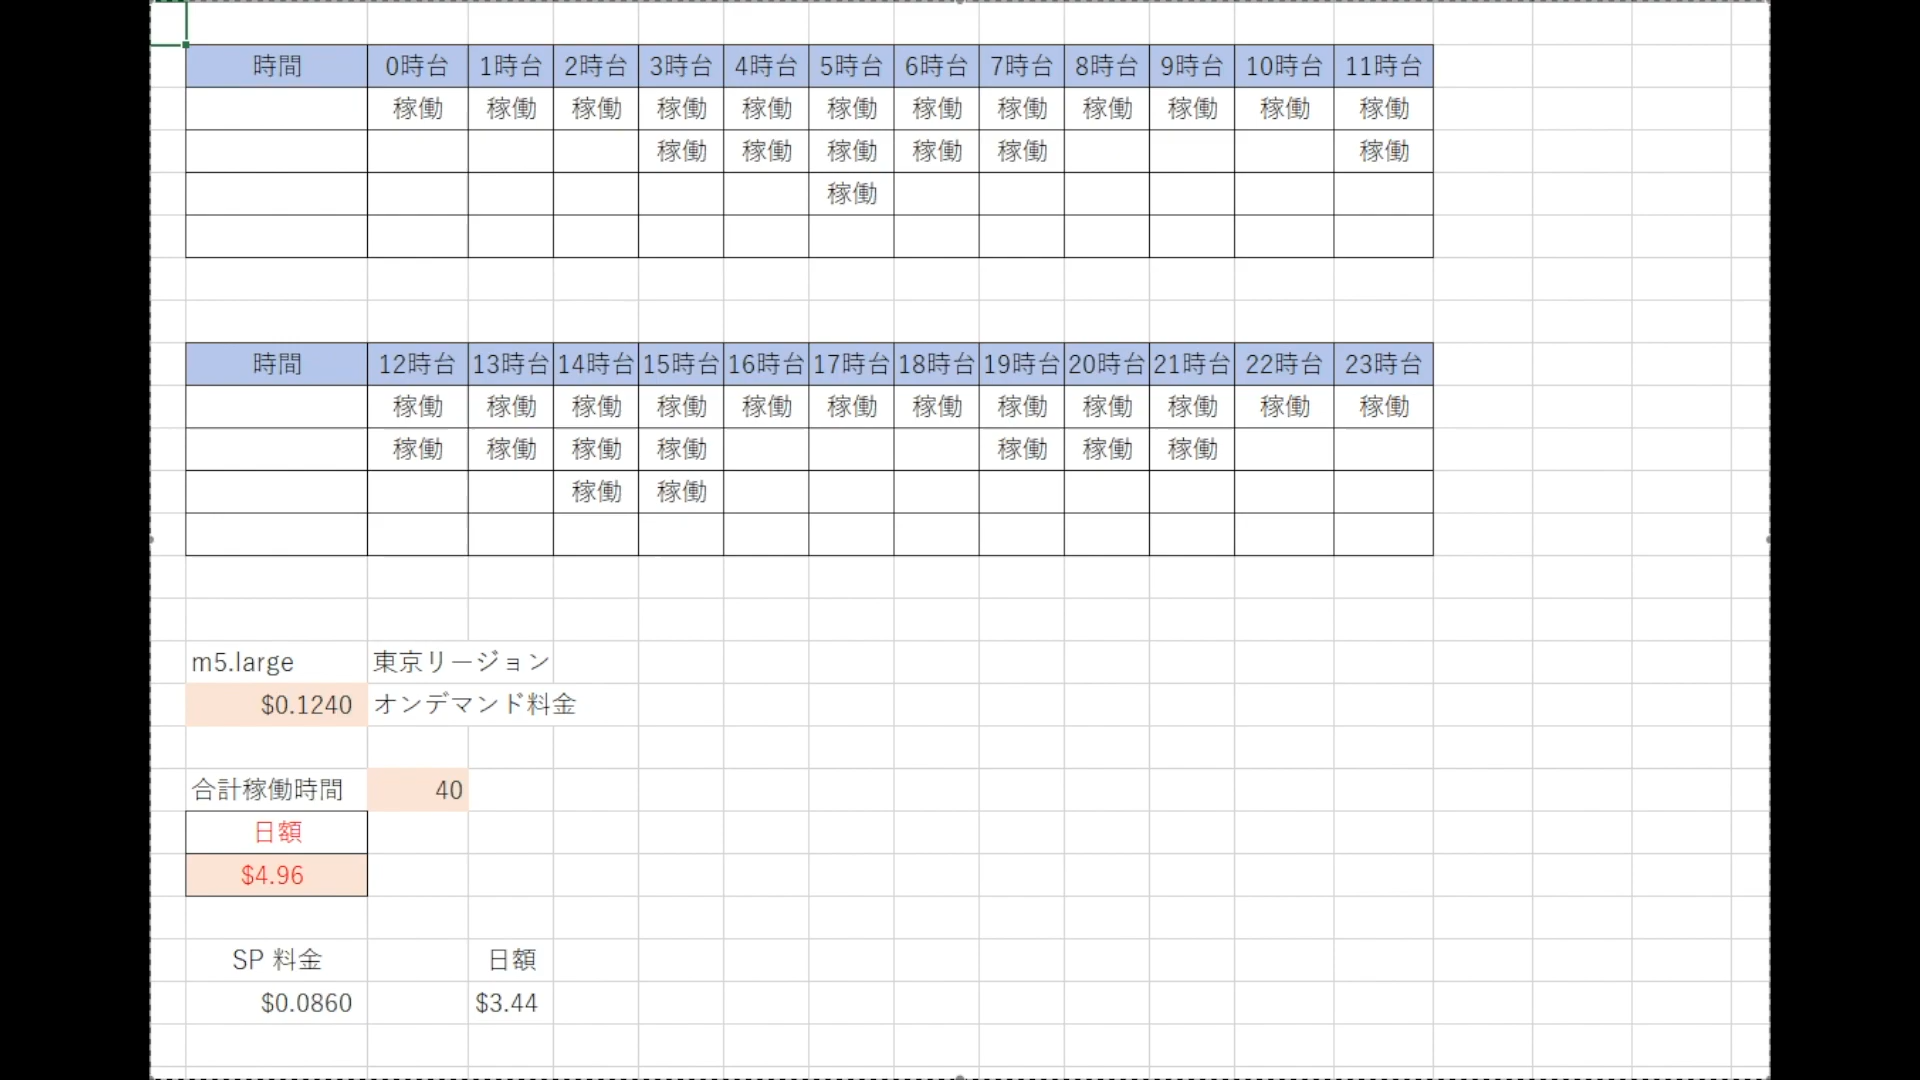 時間 0時台 1時台 2時台 3時台 4時台 5時台 6時台 7時台 8時台 9時台 10時台 11時台
稼働 稼働 稼働 稼働 稼働 稼働 稼働 稼働 稼働 稼働 稼働 稼働
稼働 稼働 稼働 稼働 稼働 稼働
稼働
時間 12時台 13時台 14時台 15時台 16時台 17時台 18時台 19時台 20時台 21時台 22時台 23時台
稼働 稼働 稼働 稼働 稼働 稼働 稼働 稼働 稼働 稼働 稼働 稼働
稼働 稼働 稼働 稼働 稼働 稼働 稼働
稼働 稼働
m5.large 東京リージョン
$0.1240 オンデマンド料金
合計稼働時間 40
日額
$4.96
SP 料金 日額
$0.0860 $3.44